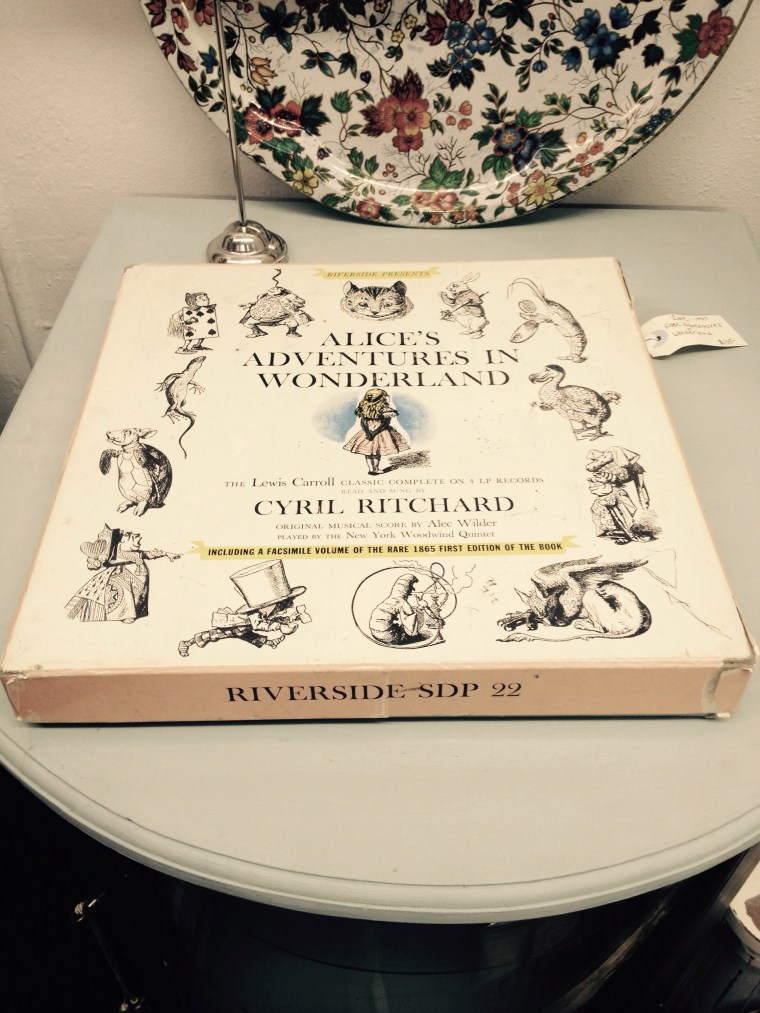 RIVERSIDE PRESENTS
ALICE'S
ADVENTURES IN
WONDERLAND
THE Lewis Carroll CLASSIC COMPLETE ON 4 LP RECORDS
READ AND SUNG BY
CYRIL RITCHARD
ORIGINAL MUSICAL SCORE BY Alec Wilder
PLAYED BY THE New York Woodwind Quintet
INCLUDING A FACSIMILE VOLUME OF THE RARE 1865 FIRST EDITION OF THE BOOK
RIVERSIDE SDP 22